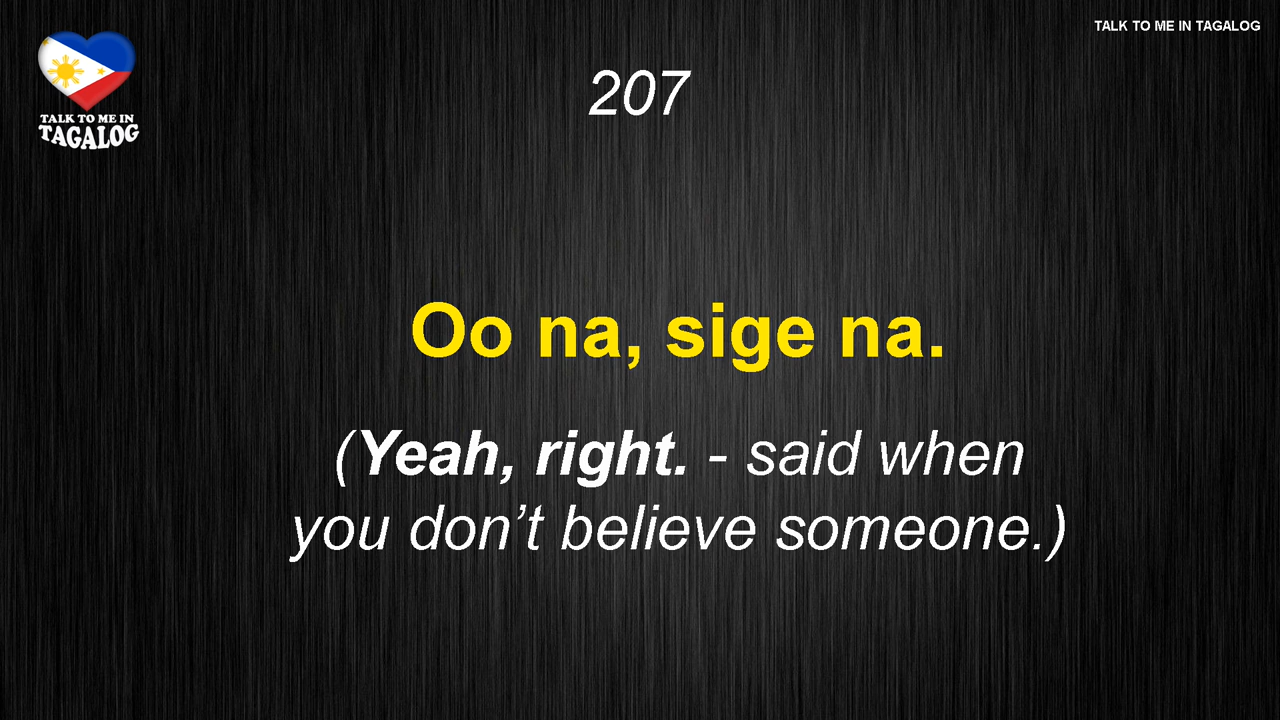 TALK TO ME IN TAGALOG
TALK TO ME IN
TAGALOG
207
Oo na, sige na.
(Yeah, right. - said when
you don’t believe someone.)